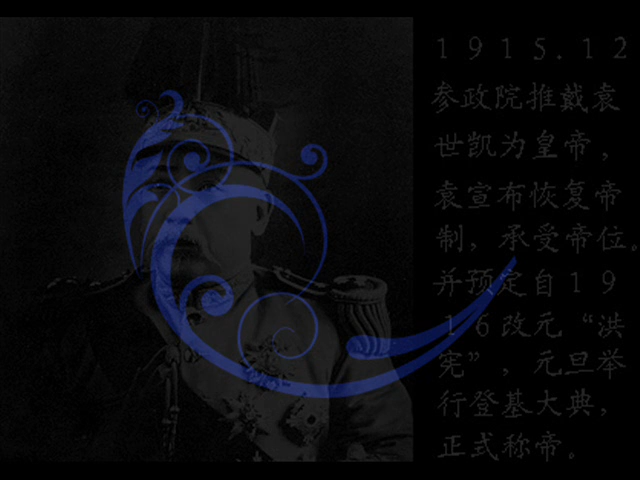 1915.12
参政院推戴袁
世凯为皇帝，
袁宣布恢复帝
制，承受帝位。
并预定自19
16改元“洪
宪”，元旦举
行登基大典，
正式称帝。